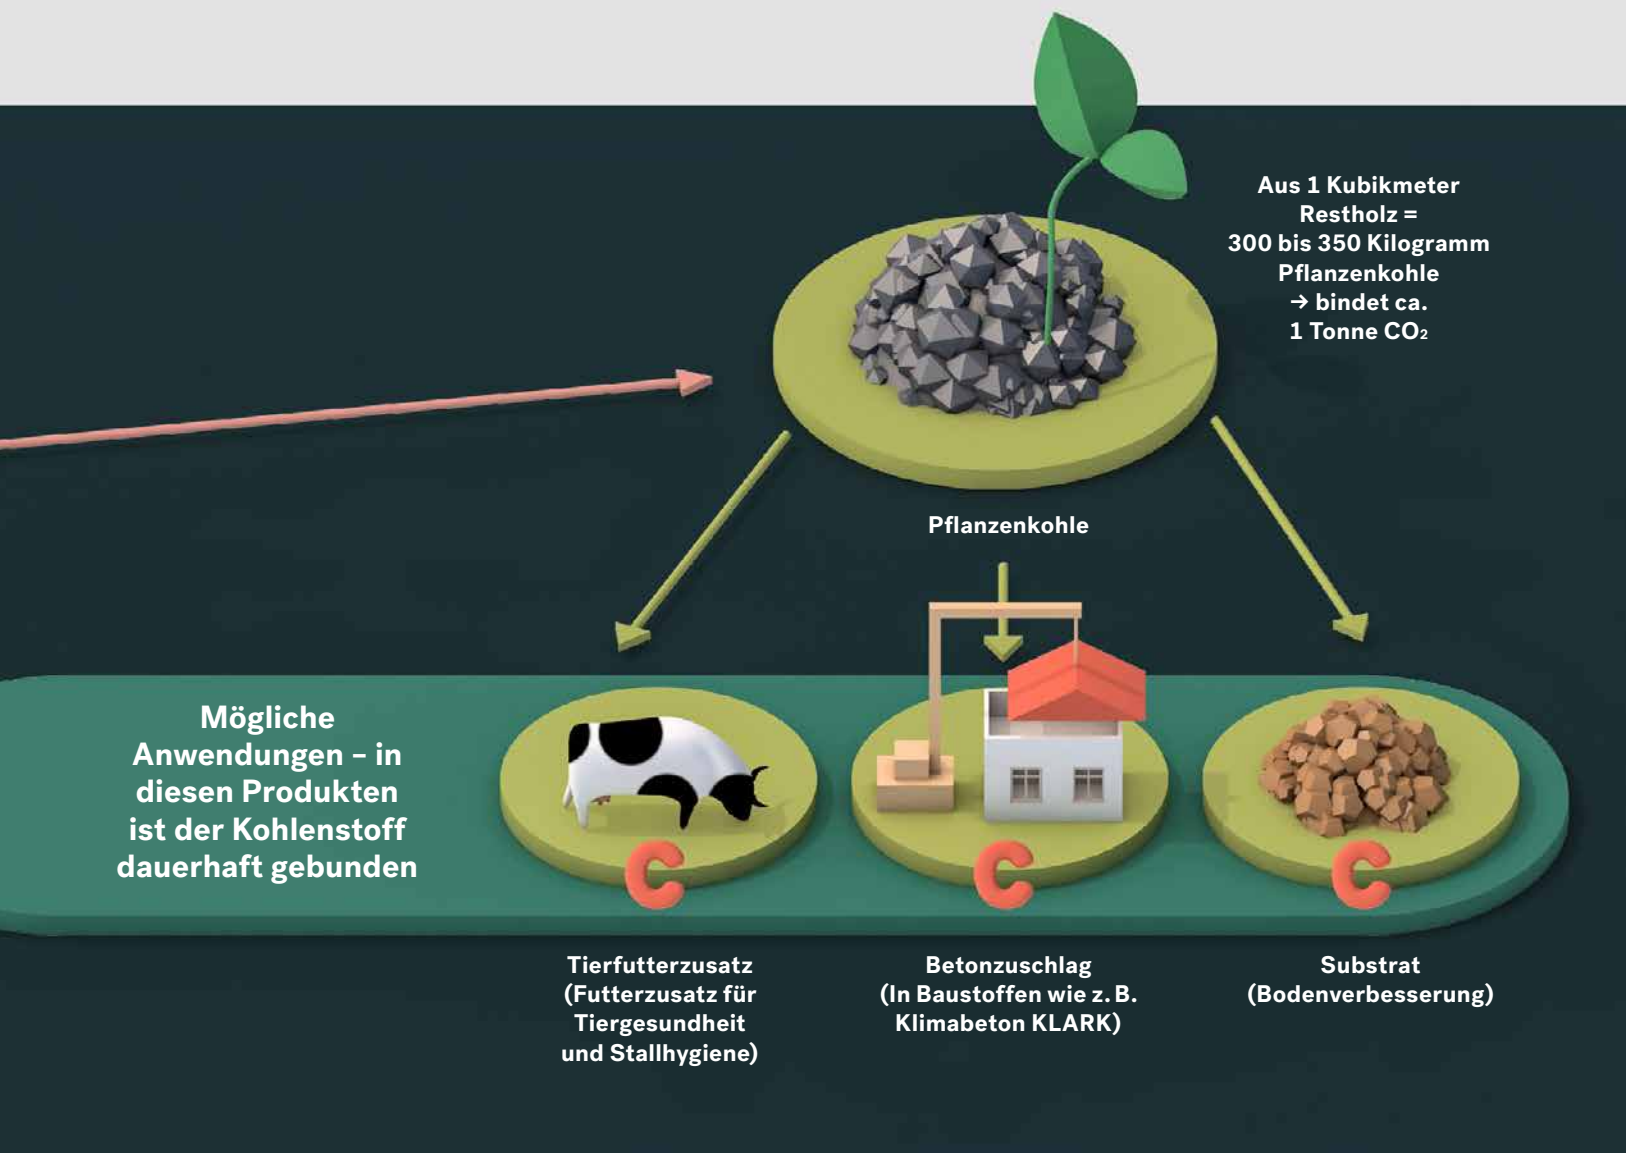 Aus 1 Kubikmeter
Restholz =
300 bis 350 Kilogramm
Pflanzenkohle
→ bindet ca.
1 Tonne CO₂
Pflanzenkohle
Mögliche
Anwendungen – in
diesen Produkten
ist der Kohlenstoff
dauerhaft gebunden
C
C
C
Tierfutterzusatz
(Futterzusatz für
Tiergesundheit
und Stallhygiene)
Betonzuschlag
(In Baustoffen wie z. B.
Klimabeton KLARK)
Substrat
(Bodenverbesserung)